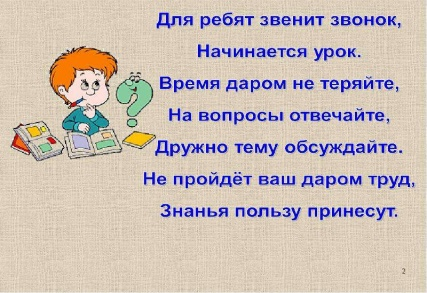 Для ребят звенит звонок,
Начинается урок.
Время даром не теряйте,
На вопросы отвечайте,
Дружно тему обсуждайте.
Не пройдёт ваш даром труд,
Знанья пользу принесут.
2